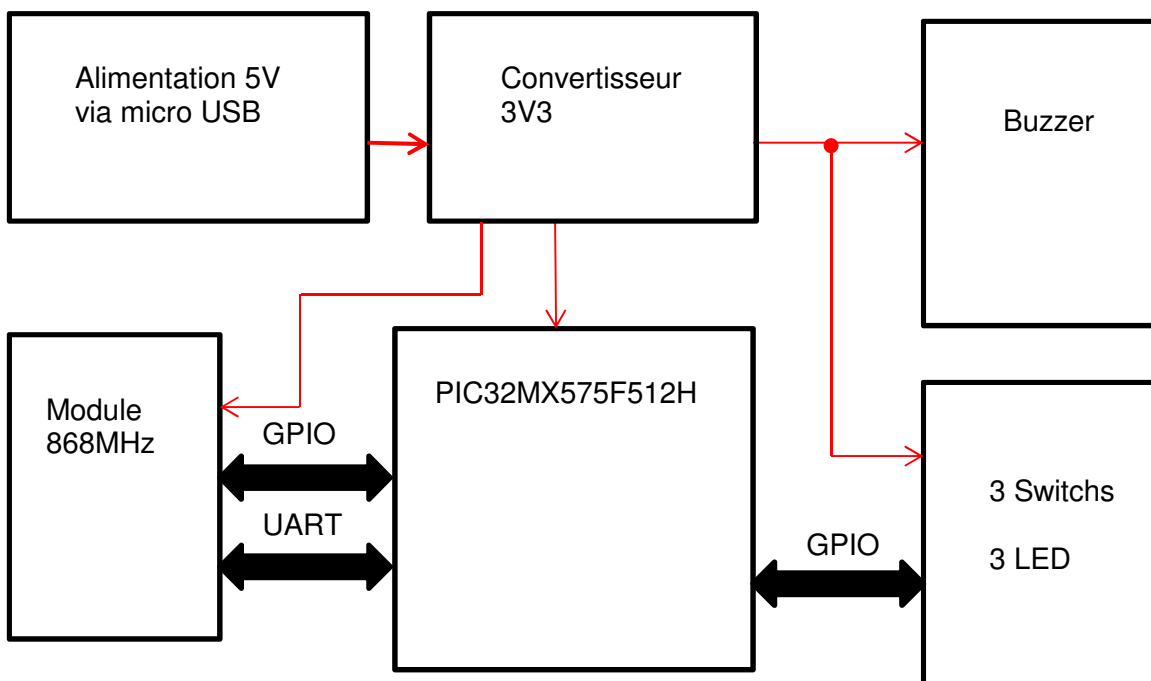 Alimentation 5V
via micro USB
Convertisseur
3V3
Buzzer
Module
868MHz
GPIO
UART
PIC32MX575F512H
GPIO
3 Switchs
3 LED